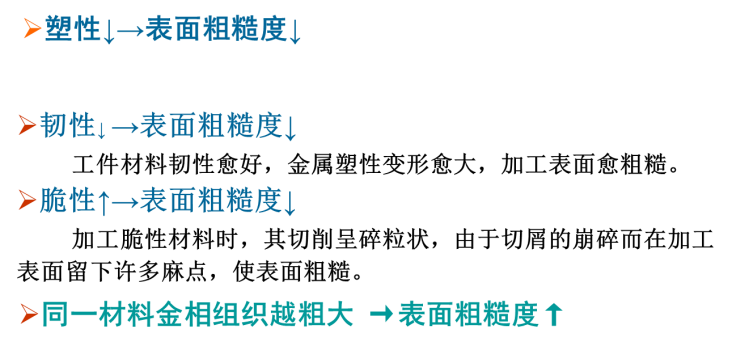 ➢塑性↓→表面粗糙度↓
➢韧性↓→表面粗糙度↓
工件材料韧性愈好，金属塑性变形愈大，加工表面愈粗糙。
➢脆性↑→表面粗糙度↓
加工脆性材料时，其切削呈碎粒状，由于切屑的崩碎而在加工
表面留下许多麻点，使表面粗糙。
➢同一材料金相组织越粗大 →表面粗糙度↑